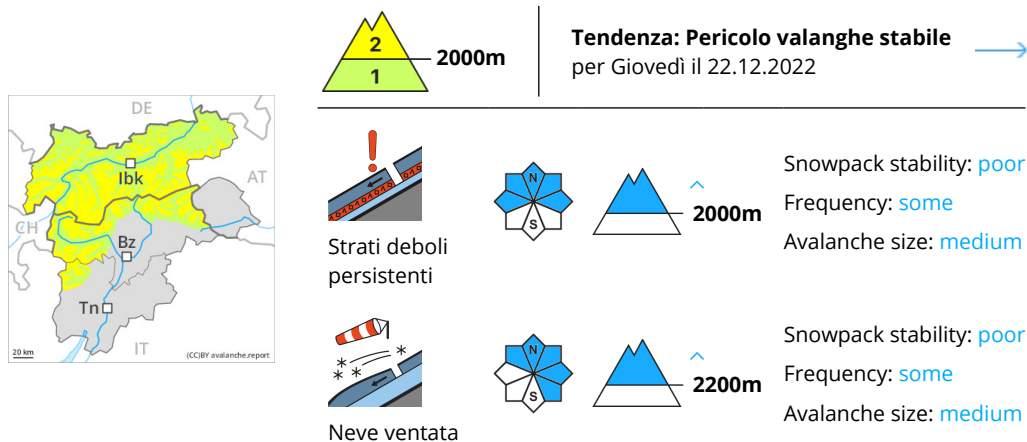 DE
AT
CH
IT
Ibk
Bz
Tn
20 km
(CC)BY avalanche.report
2
1
2000m
Tendenza: Pericolo valanghe stabile
per Giovedì il 22.12.2022
Strati deboli
persistenti
N
S
2000m
Snowpack stability: poor
Frequency: some
Avalanche size: medium
Neve ventata
N
S
2200m
Snowpack stability: poor
Frequency: some
Avalanche size: medium